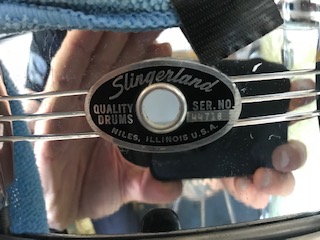 Slingerland
QUALITY SER. NO.
DRUMS
NILES, ILLINOIS U.S.A.